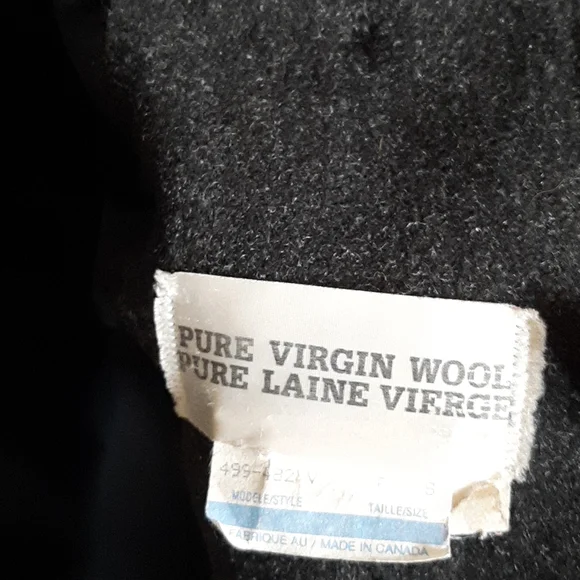 PURE VIRGIN WOOL
PURE LAINE VIERGE
MODELE/STYLE TAILLE/SIZE
FABRIQUE AU / MADE IN CANADA